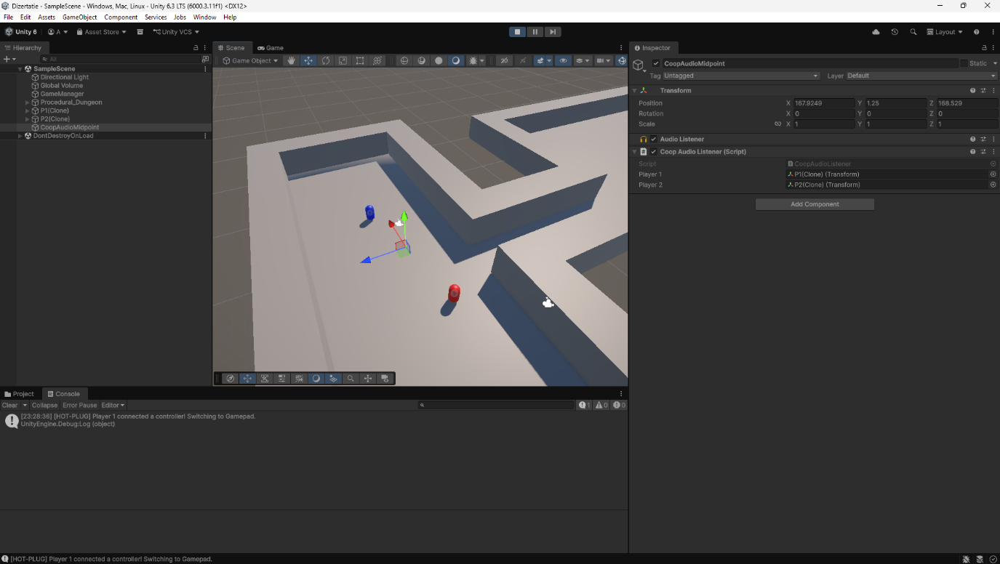 Dizertatie - SampleScene - Windows, Mac, Linux - Unity 6.3 LTS (6000.3.11f1) <DX12>
File Edit Assets GameObject Component Services Jobs Window Help
Unity 6 A Asset Store Unity VCS Layout
Hierarchy
All
SampleScene
Directional Light
Global Volume
GameManager
Procedural_Dungeon
P1(Clone)
P2(Clone)
CoopAudioMidpoint
DontDestroyOnLoad
Scene Game
Game Object 2D
Inspector
CoopAudioMidpoint Static
Tag Untagged Layer Default
Transform
Position X 167.9249 Y 1.25 Z 168.529
Rotation X 0 Y 0 Z 0
Scale X 1 Y 1 Z 1
Audio Listener
Coop Audio Listener (Script)
Script CoopAudioListener
Player 1 P1(Clone) (Transform)
Player 2 P2(Clone) (Transform)
Add Component
Project Console
Clear Collapse Error Pause Editor 1 0 0
[23:28:36] [HOT-PLUG] Player 1 connected a controller! Switching to Gamepad.
UnityEngine.Debug:Log (object)
[HOT-PLUG] Player 1 connected a controller! Switching to Gamepad.